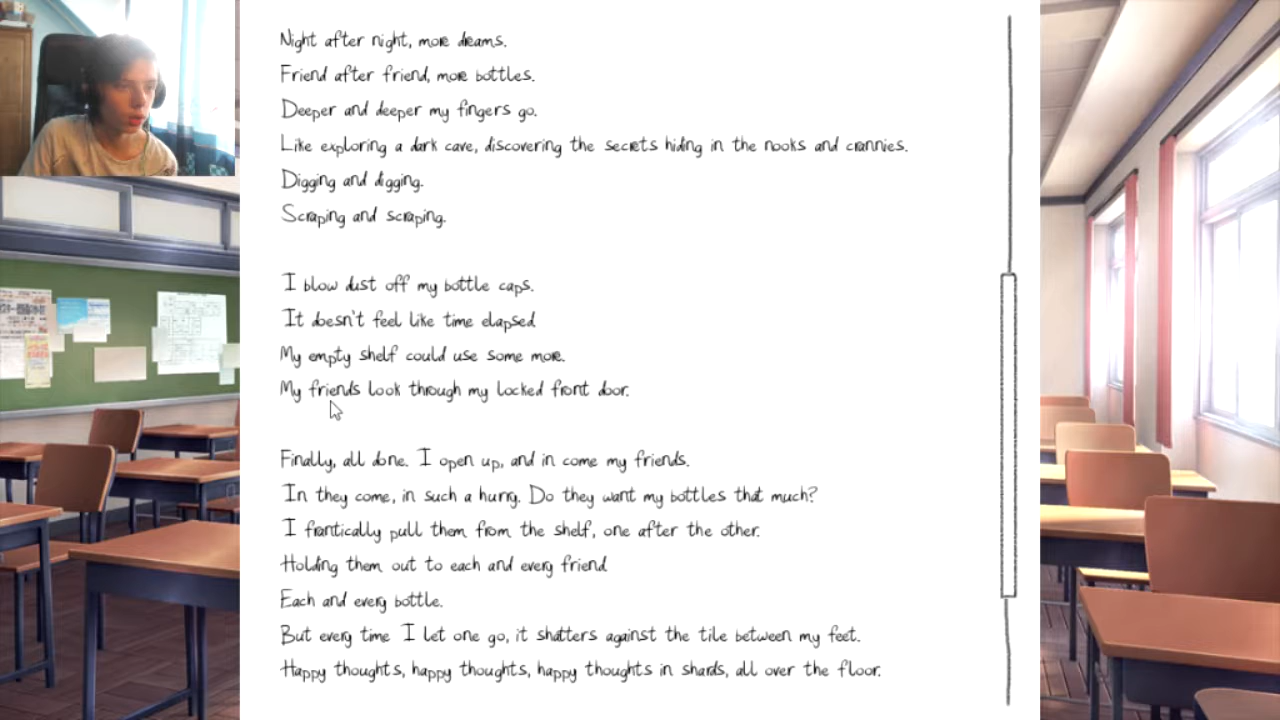 Night after night, more dreams.
Friend after friend, more bottles.
Deeper and deeper my fingers go.
Like exploring a dark cave, discovering the secrets hiding in the nooks and crannies.
Digging and digging.
Scraping and scraping.
I blow dust off my bottle caps.
It doesn't feel like time elapsed.
My empty shelf could use some more.
My friends look through my locked front door.
Finally, all done. I open up, and in come my friends.
In they come, in such a hurry. Do they want my bottles that much?
I frantically pull them from the shelf, one after the other.
Holding them out to each and every friend.
Each and every bottle.
But every time I let one go, it shatters against the tile between my feet.
Happy thoughts, happy thoughts, happy thoughts in shards, all over the floor.